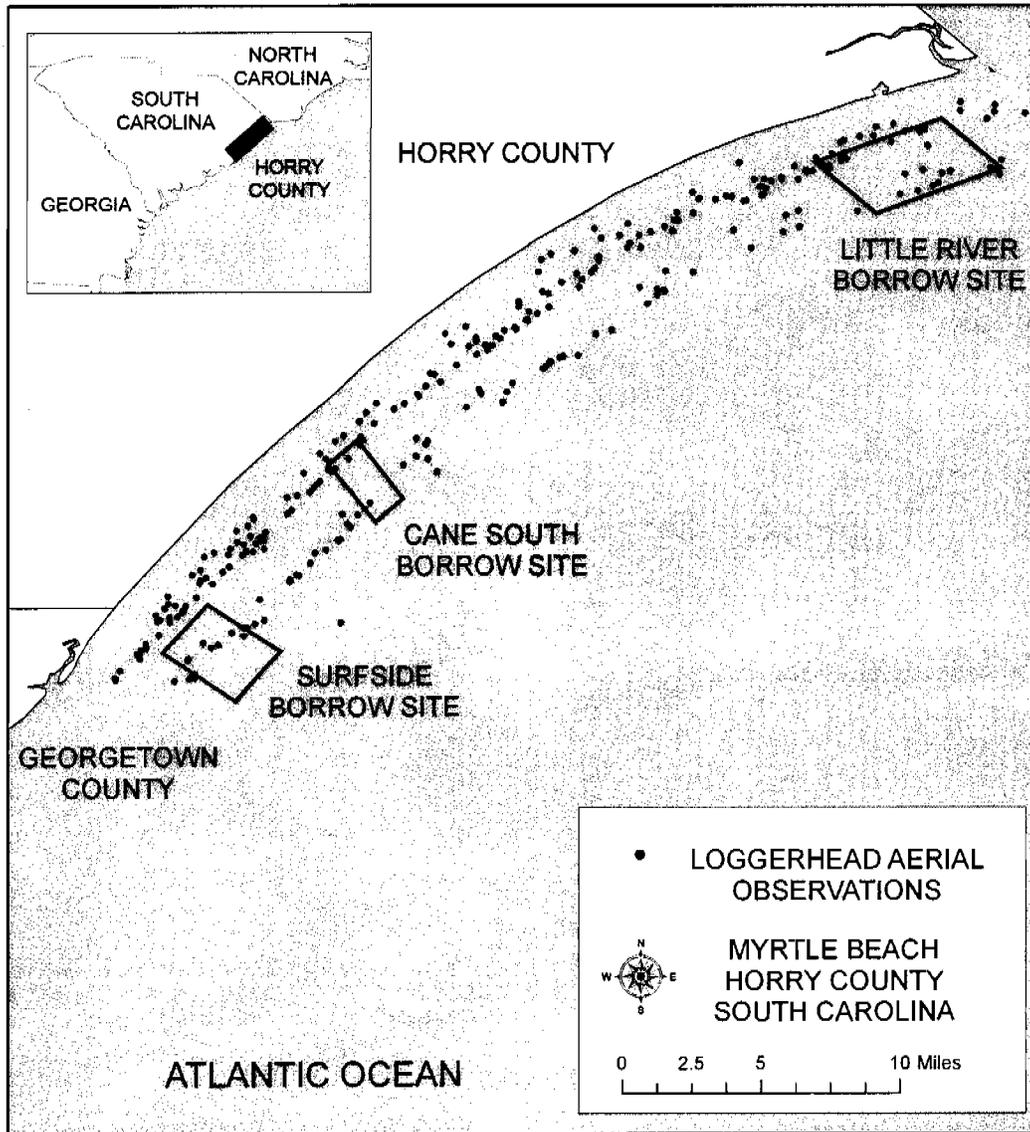 NORTH
CAROLINA
SOUTH
CAROLINA
HORRY
COUNTY
GEORGIA
HORRY COUNTY
LITTLE RIVER
BORROW SITE
CANE SOUTH
BORROW SITE
SURFSIDE
BORROW SITE
GEORGETOWN
COUNTY
LOGGERHEAD AERIAL
OBSERVATIONS
N
W E
S
MYRTLE BEACH
HORRY COUNTY
SOUTH CAROLINA
0 2.5 5 10 Miles
ATLANTIC OCEAN